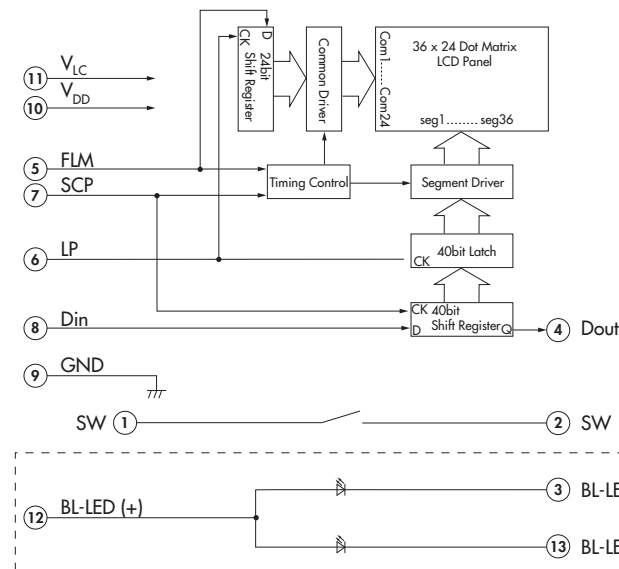 11 V LC
10 V DD
5 FLM
7 SCP
6 LP
8 Din
9 GND
D
CK
24bit
Shift Register
Common Driver
Com1...... Com24
36 x 24 Dot Matrix
LCD Panel
seg1........ seg36
Timing Control
Segment Driver
40bit Latch
CK
CK 40bit
Shift Register
D
Q
4 Dout
SW 1
2 SW
12 BL-LED (+)
3
13